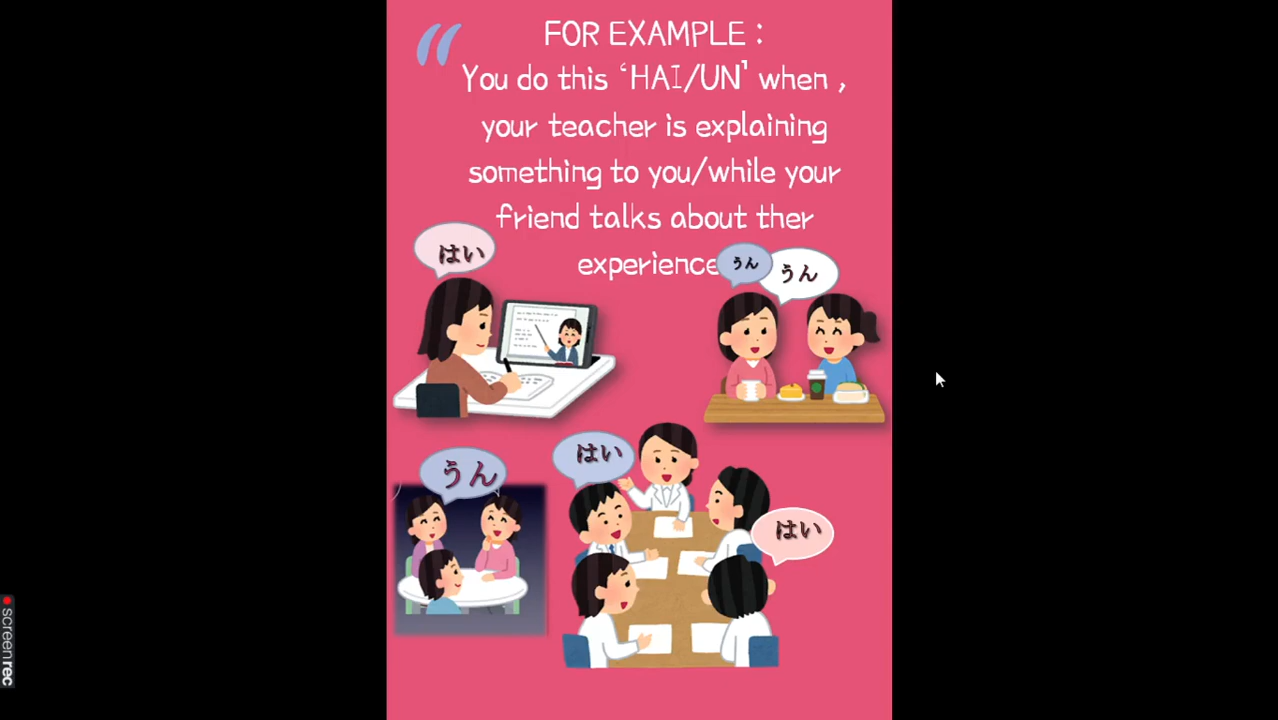 FOR EXAMPLE :
You do this ‘HAI/UN’ when ,
your teacher is explaining
something to you/while your
friend talks about ther
experience
はい
うん
うん
うん
はい
はい
screenrec